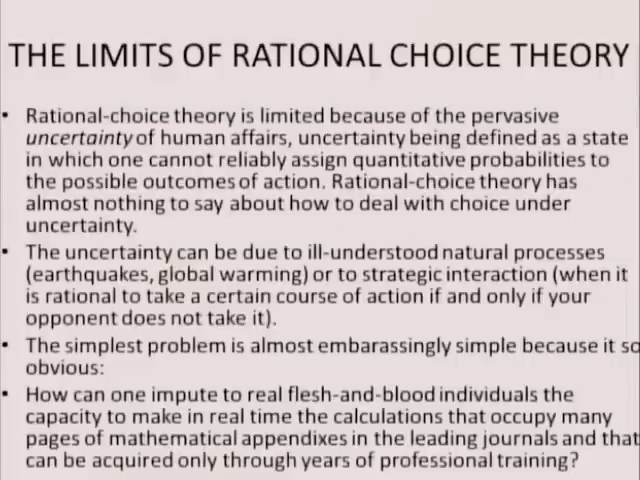 THE LIMITS OF RATIONAL CHOICE THEORY
• Rational-choice theory is limited because of the pervasive
uncertainty of human affairs, uncertainty being defined as a state
in which one cannot reliably assign quantitative probabilities to
the possible outcomes of action. Rational-choice theory has
almost nothing to say about how to deal with choice under
uncertainty.
• The uncertainty can be due to ill-understood natural processes
(earthquakes, global warming) or to strategic interaction (when it
is rational to take a certain course of action if and only if your
opponent does not take it).
• The simplest problem is almost embarassingly simple because it so
obvious:
• How can one impute to real flesh-and-blood individuals the
capacity to make in real time the calculations that occupy many
pages of mathematical appendixes in the leading journals and that
can be acquired only through years of professional training?